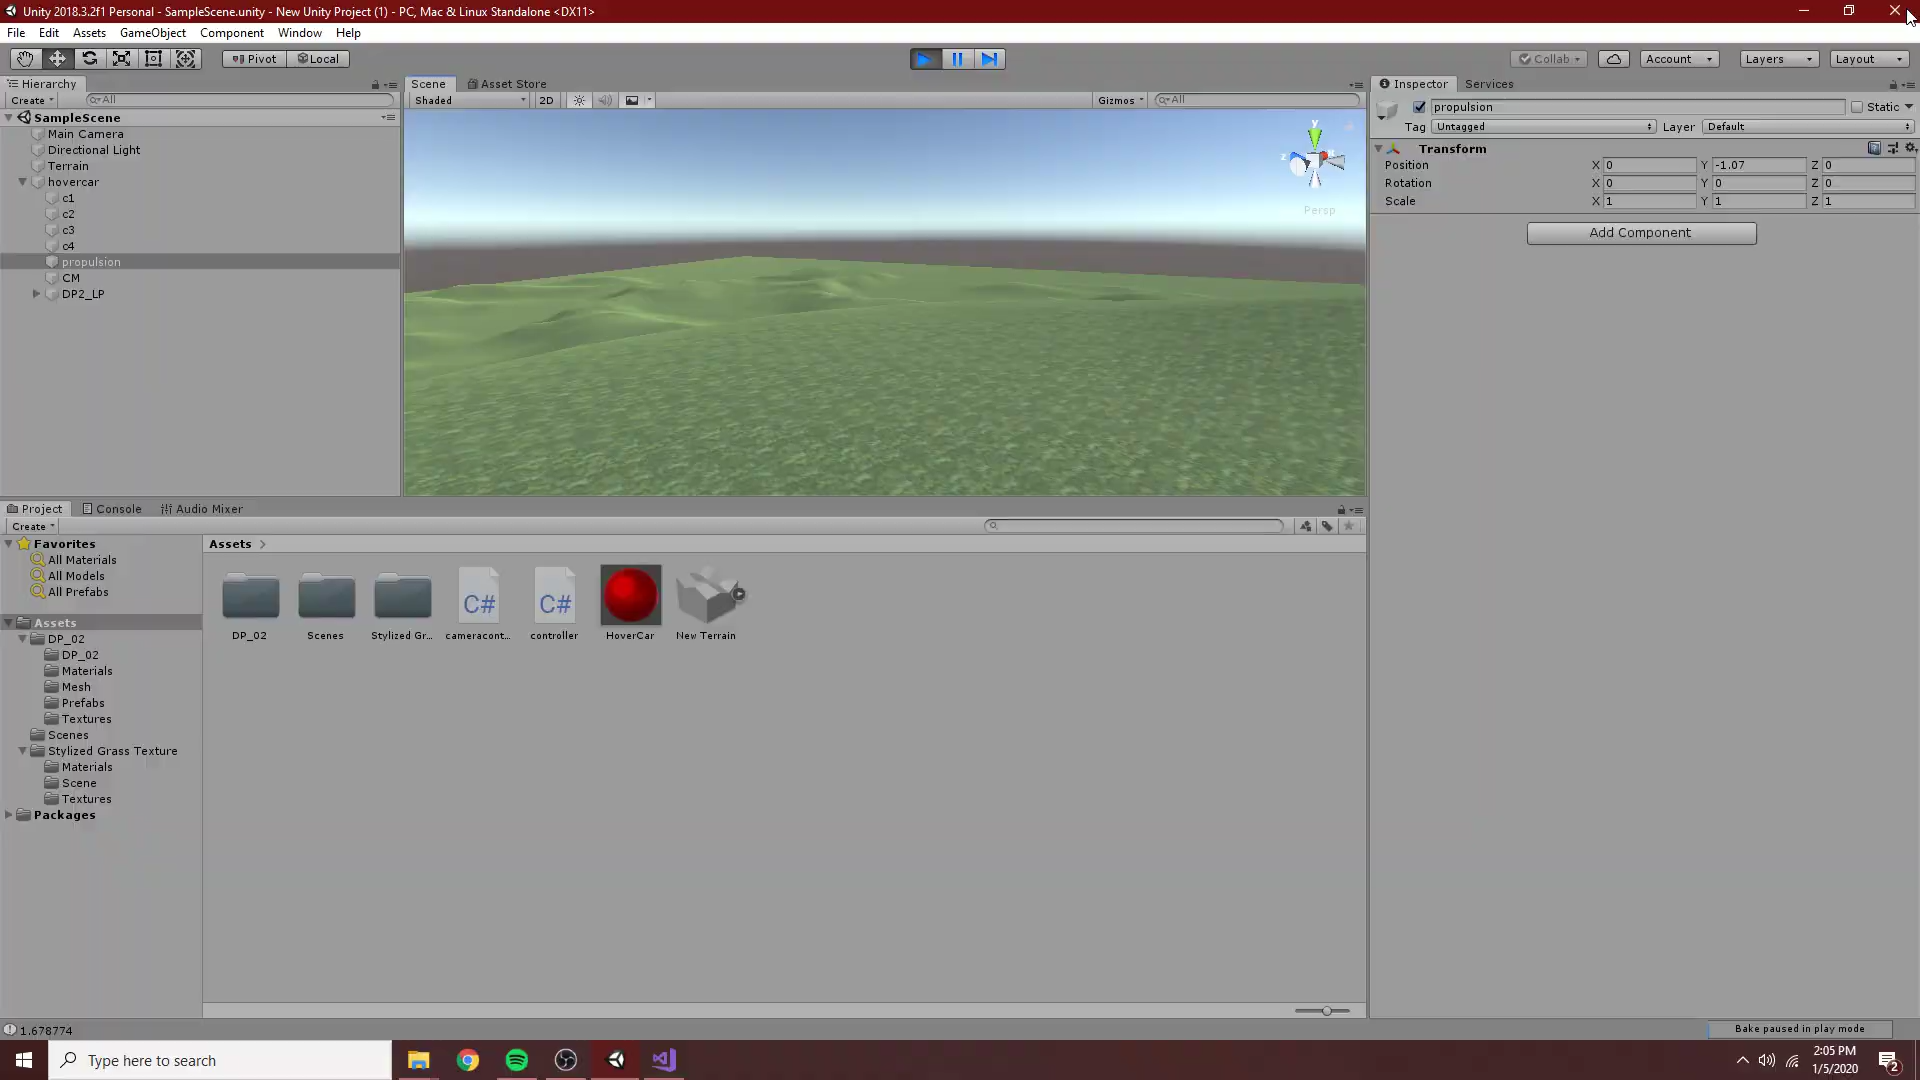 Unity 2018.3.2f1 Personal - SampleScene.unity - New Unity Project (1) - PC, Mac & Linux Standalone <DX11>
File Edit Assets GameObject Component Window Help
Pivot Local Collab Account Layers Layout
Hierarchy
Create All
SampleScene
Main Camera
Directional Light
Terrain
hovercar
c1
c2
c3
c4
propulsion
CM
DP2_LP
Scene Asset Store
Shaded 2D Gizmos All
y
z x
Persp
Inspector Services
propulsion Static
Tag Untagged Layer Default
Transform
Position X 0 Y -1.07 Z 0
Rotation X 0 Y 0 Z 0
Scale X 1 Y 1 Z 1
Add Component
Project Console Audio Mixer
Create
Favorites
All Materials
All Models
All Prefabs
Assets
DP_02
DP_02
Materials
Mesh
Prefabs
Textures
Scenes
Stylized Grass Texture
Materials
Scene
Textures
Packages
Assets
C# C#
DP_02 Scenes Stylized Gr... cameracont... controller HoverCar New Terrain
1.678774
Bake paused in play mode
Type here to search
2:05 PM
1/5/2020
2